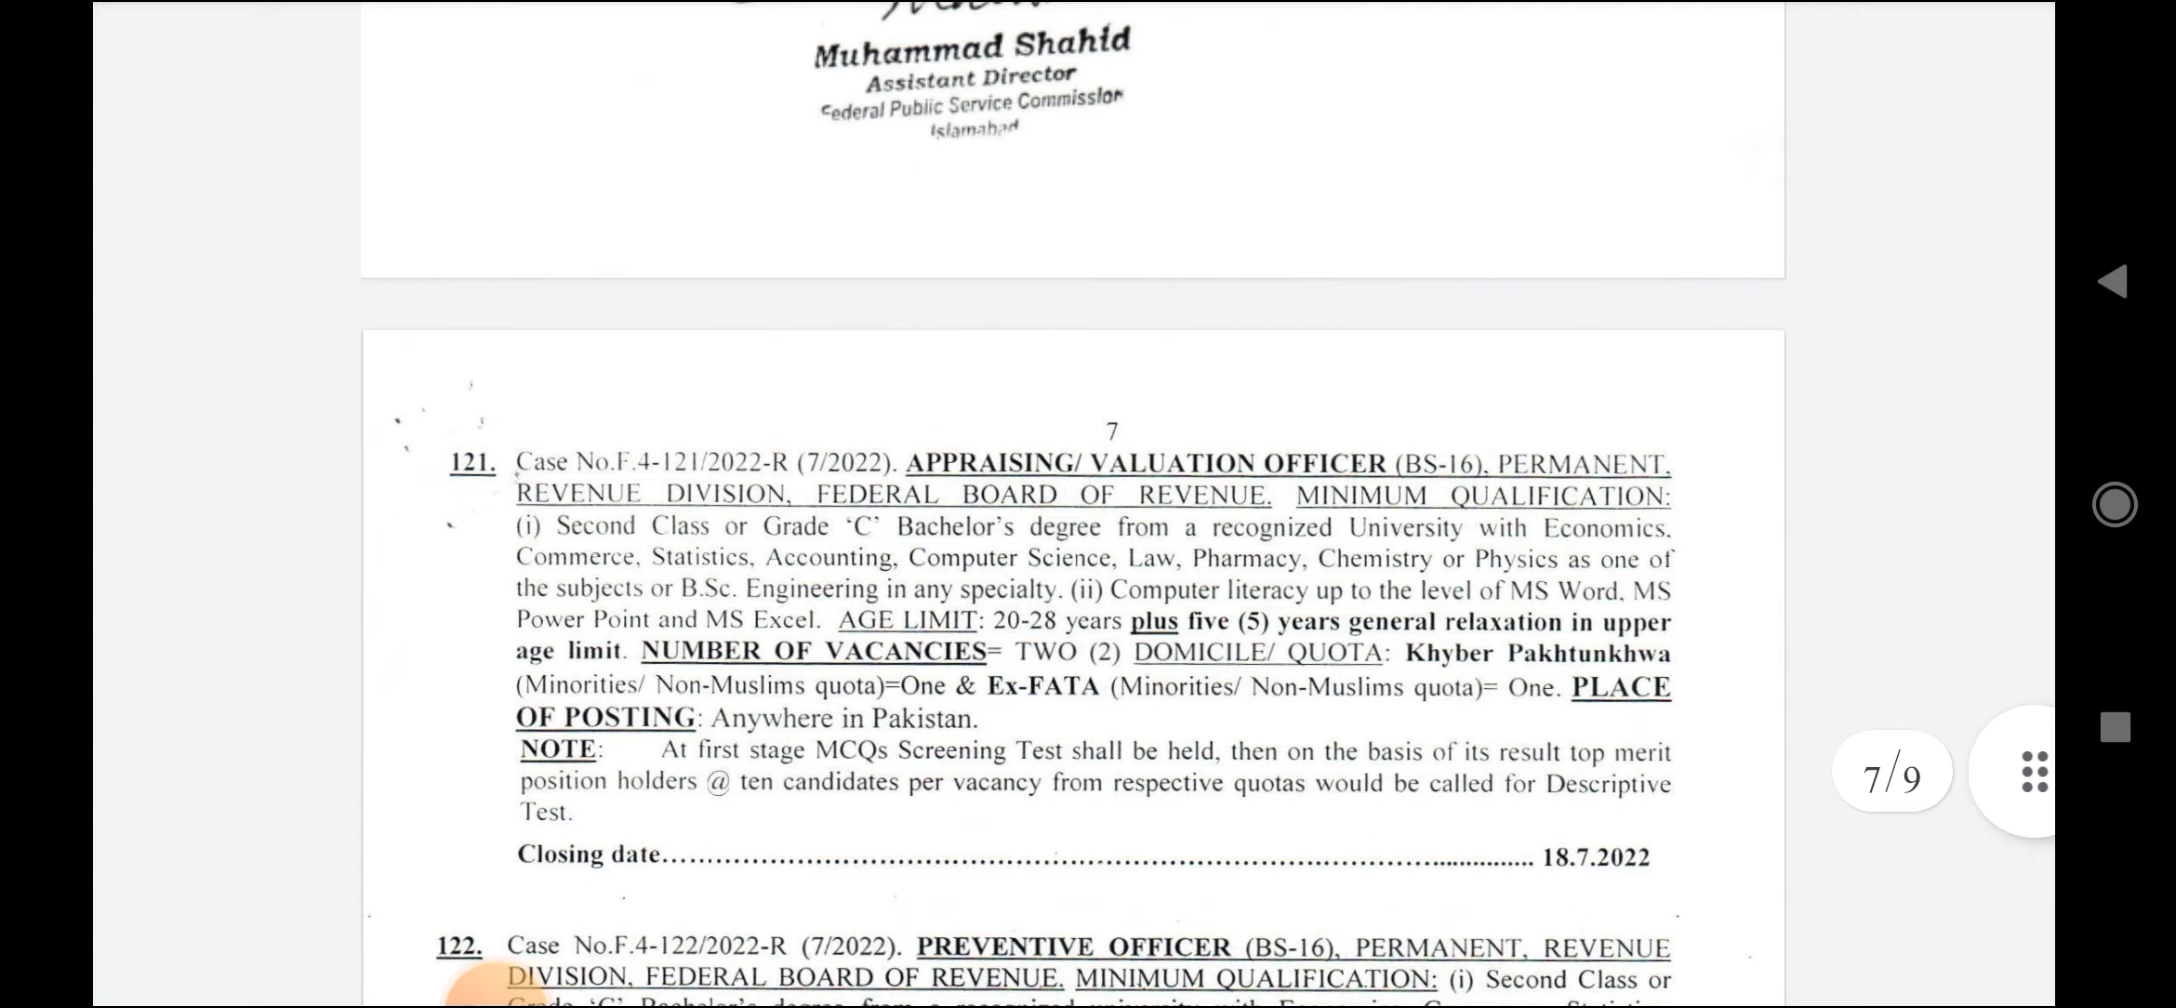 Muhammad Shahid
Assistant Director
Federal Public Service Commission
Islamabad
7
121. Case No.F.4-121/2022-R (7/2022). APPRAISING/ VALUATION OFFICER (BS-16), PERMANENT,
REVENUE DIVISION, FEDERAL BOARD OF REVENUE. MINIMUM QUALIFICATION:
(i) Second Class or Grade ‘C’ Bachelor’s degree from a recognized University with Economics,
Commerce, Statistics, Accounting, Computer Science, Law, Pharmacy, Chemistry or Physics as one of
the subjects or B.Sc. Engineering in any specialty. (ii) Computer literacy up to the level of MS Word, MS
Power Point and MS Excel. AGE LIMIT: 20-28 years plus five (5) years general relaxation in upper
age limit. NUMBER OF VACANCIES= TWO (2) DOMICILE/ QUOTA: Khyber Pakhtunkhwa
(Minorities/ Non-Muslims quota)=One & Ex-FATA (Minorities/ Non-Muslims quota)= One. PLACE
OF POSTING: Anywhere in Pakistan.
NOTE: At first stage MCQs Screening Test shall be held, then on the basis of its result top merit
position holders @ ten candidates per vacancy from respective quotas would be called for Descriptive
Test.
Closing date........................................................................................................ 18.7.2022
7/9
122. Case No.F.4-122/2022-R (7/2022). PREVENTIVE OFFICER (BS-16), PERMANENT, REVENUE
DIVISION, FEDERAL BOARD OF REVENUE. MINIMUM QUALIFICATION: (i) Second Class or